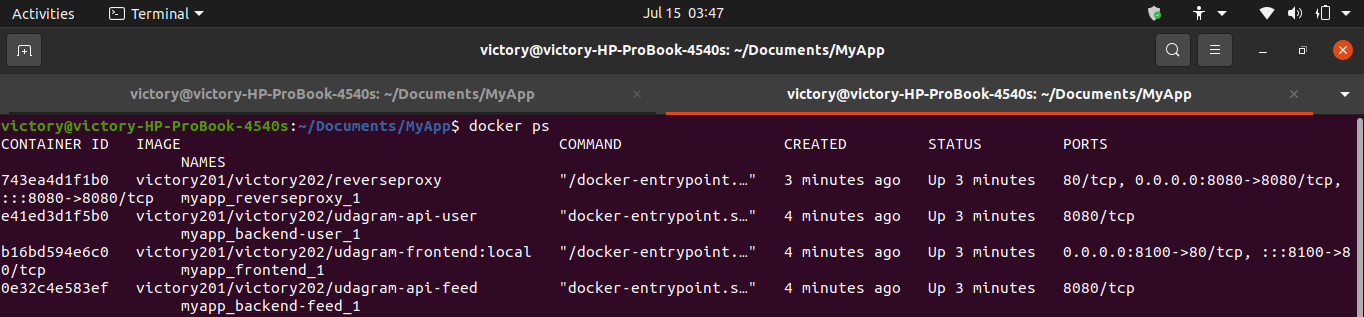 Activities Terminal Jul 15 03:47
victory@victory-HP-ProBook-4540s: ~/Documents/MyApp
victory@victory-HP-ProBook-4540s: ~/Documents/MyApp victory@victory-HP-ProBook-4540s: ~/Documents/MyApp
victory@victory-HP-ProBook-4540s:~/Documents/MyApp$ docker ps
CONTAINER ID IMAGE COMMAND CREATED STATUS PORTS
NAMES
743ea4d1f1b0 victory201/victory202/reverseproxy "/docker-entrypoint.…" 3 minutes ago Up 3 minutes 80/tcp, 0.0.0.0:8080->8080/tcp,
:::8080->8080/tcp myapp_reverseproxy_1
e41ed3d1f5b0 victory201/victory202/udagram-api-user "docker-entrypoint.s…" 4 minutes ago Up 3 minutes 8080/tcp
myapp_backend-user_1
b16bd594e6c0 victory201/victory202/udagram-frontend:local "/docker-entrypoint.…" 4 minutes ago Up 3 minutes 0.0.0.0:8100->80/tcp, :::8100->8
0/tcp myapp_frontend_1
0e32c4e583ef victory201/victory202/udagram-api-feed "docker-entrypoint.s…" 4 minutes ago Up 3 minutes 8080/tcp
myapp_backend-feed_1